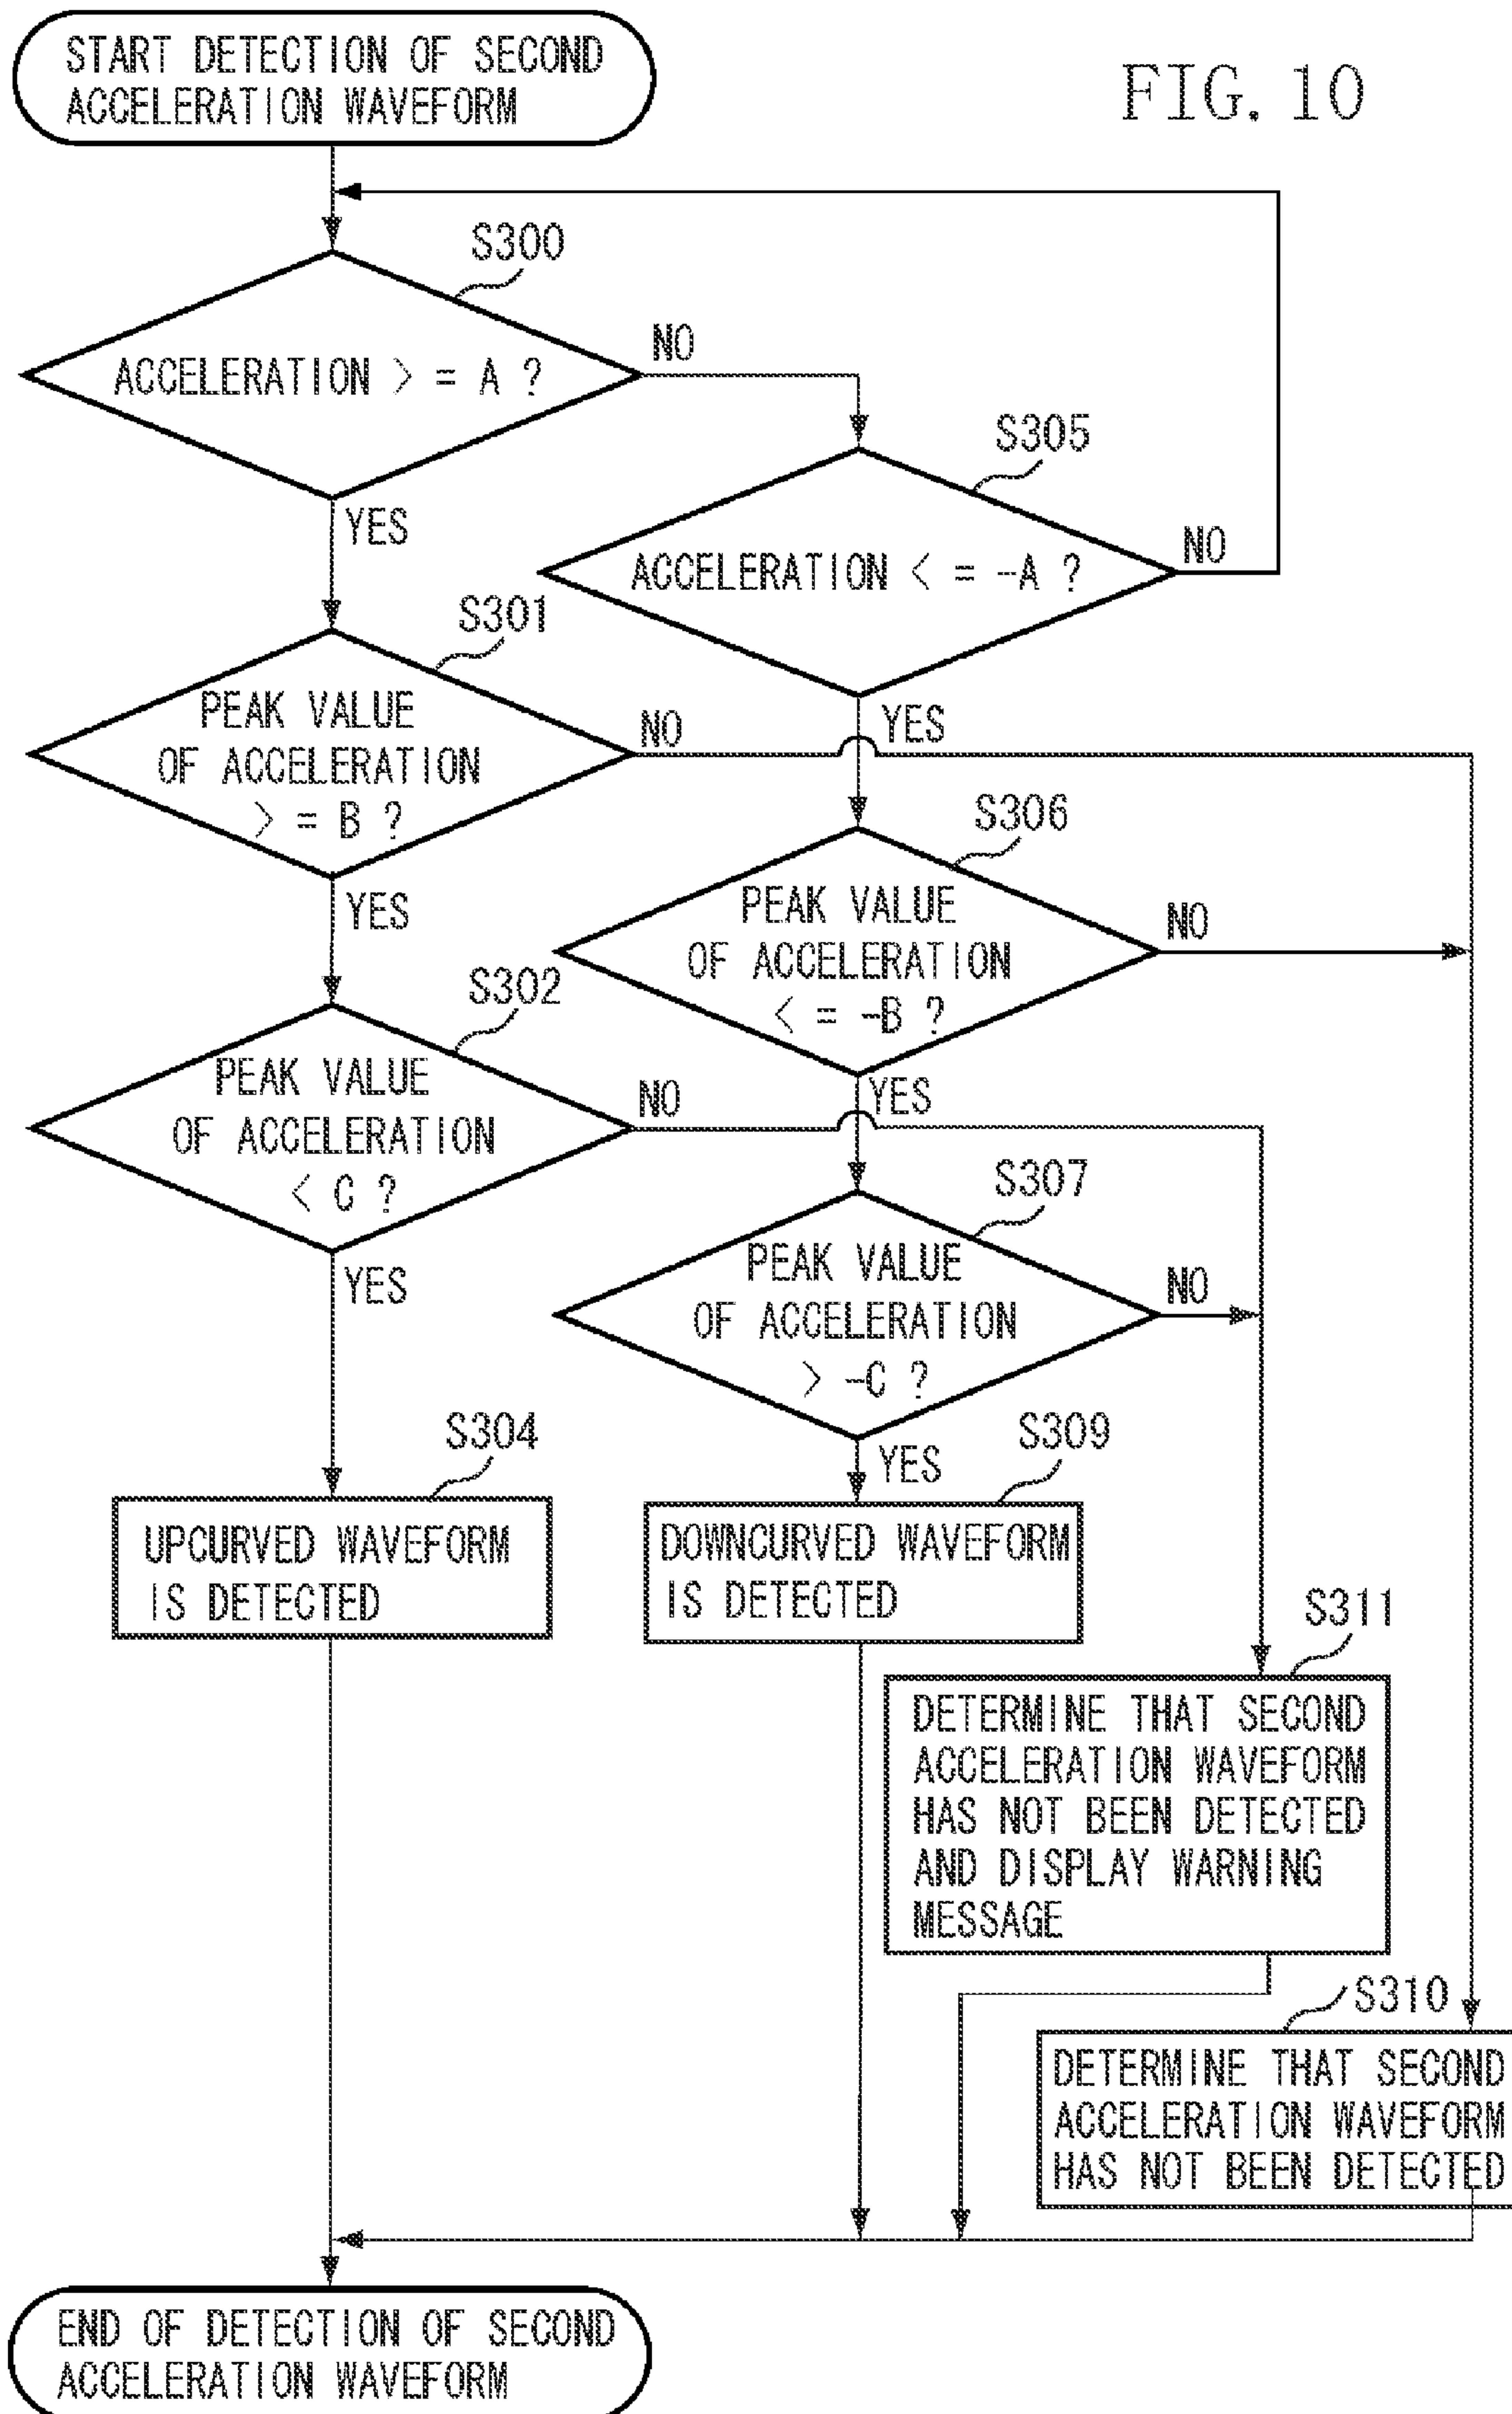 START DETECTION OF SECOND
ACCELERATION WAVEFORM
FIG. 10
S300
ACCELERATION > = A ?
NO
YES
S305
ACCELERATION < = -A ?
NO
YES
S301
PEAK VALUE
OF ACCELERATION
> = B ?
NO
YES
S306
PEAK VALUE
OF ACCELERATION
< = -B ?
NO
YES
S302
PEAK VALUE
OF ACCELERATION
< C ?
NO
YES
S307
PEAK VALUE
OF ACCELERATION
> -C ?
NO
YES
S304
UPCURVED WAVEFORM
IS DETECTED
S309
DOWNCURVED WAVEFORM
IS DETECTED
S311
DETERMINE THAT SECOND
ACCELERATION WAVEFORM
HAS NOT BEEN DETECTED
AND DISPLAY WARNING
MESSAGE
S310
DETERMINE THAT SECOND
ACCELERATION WAVEFORM
HAS NOT BEEN DETECTED
END OF DETECTION OF SECOND
ACCELERATION WAVEFORM